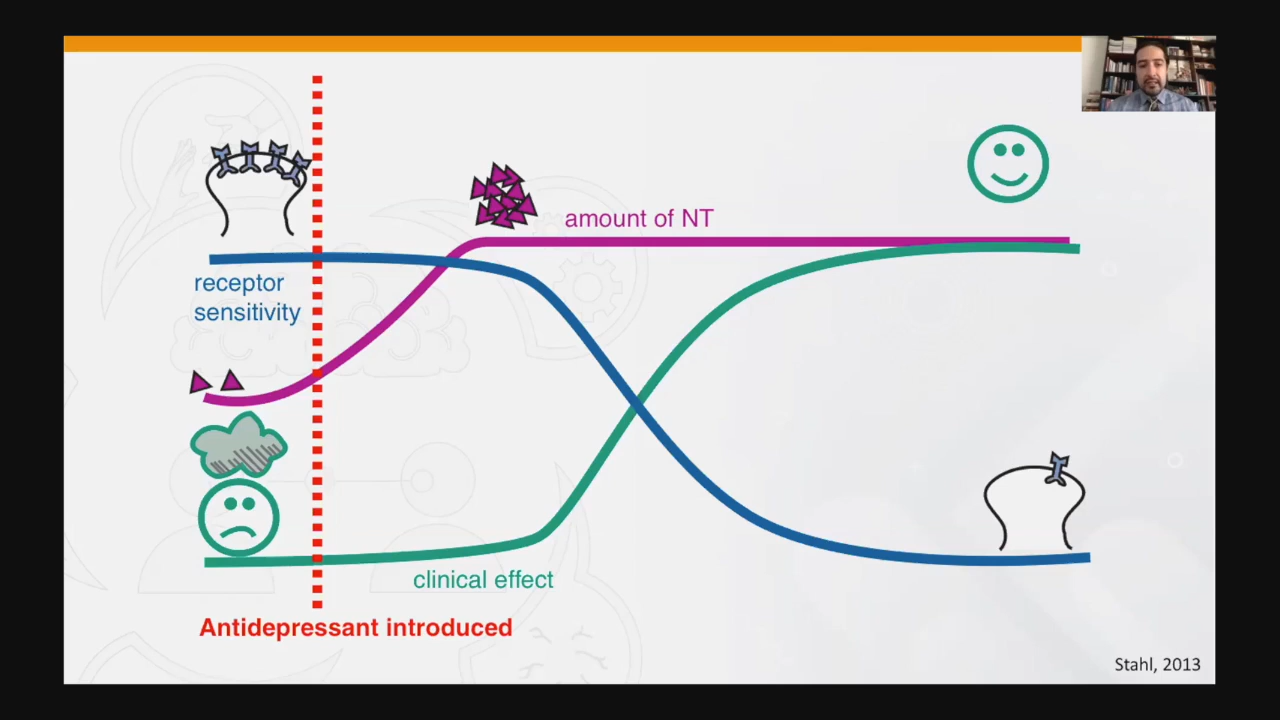 amount of NT
receptor
sensitivity
clinical effect
Antidepressant introduced
Stahl, 2013